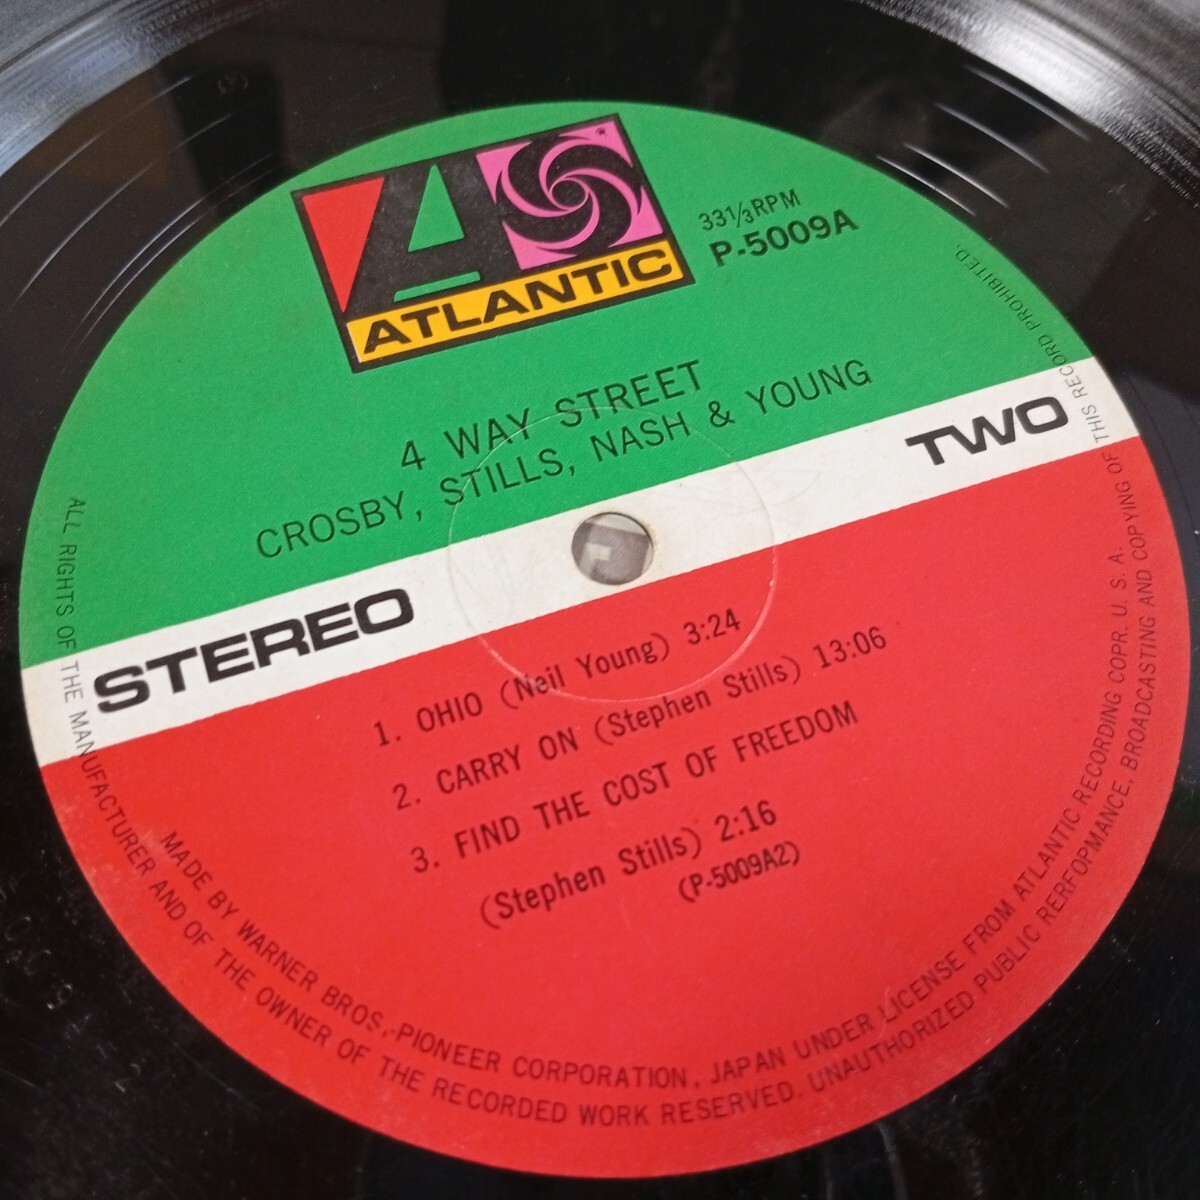 ATLANTIC
33⅓RPM
P-5009A
4 WAY STREET
CROSBY, STILLS, NASH & YOUNG
STEREO
TWO
1. OHIO (Neil Young) 3:24
2. CARRY ON (Stephen Stills) 13:06
3. FIND THE COST OF FREEDOM
(Stephen Stills) 2:16
(P-5009A2)
MADE BY WARNER BROS.-PIONEER CORPORATION, JAPAN UNDER LICENSE FROM ATLANTIC RECORDING COPR. U. S. A.
ALL RIGHTS OF THE MANUFACTURER AND OF THE OWNER OF THE RECORDED WORK RESERVED. UNAUTHORIZED PUBLIC RERFOPMANCE, BROADCASTING AND COPYING OF THIS RECORD PROHIBITED.